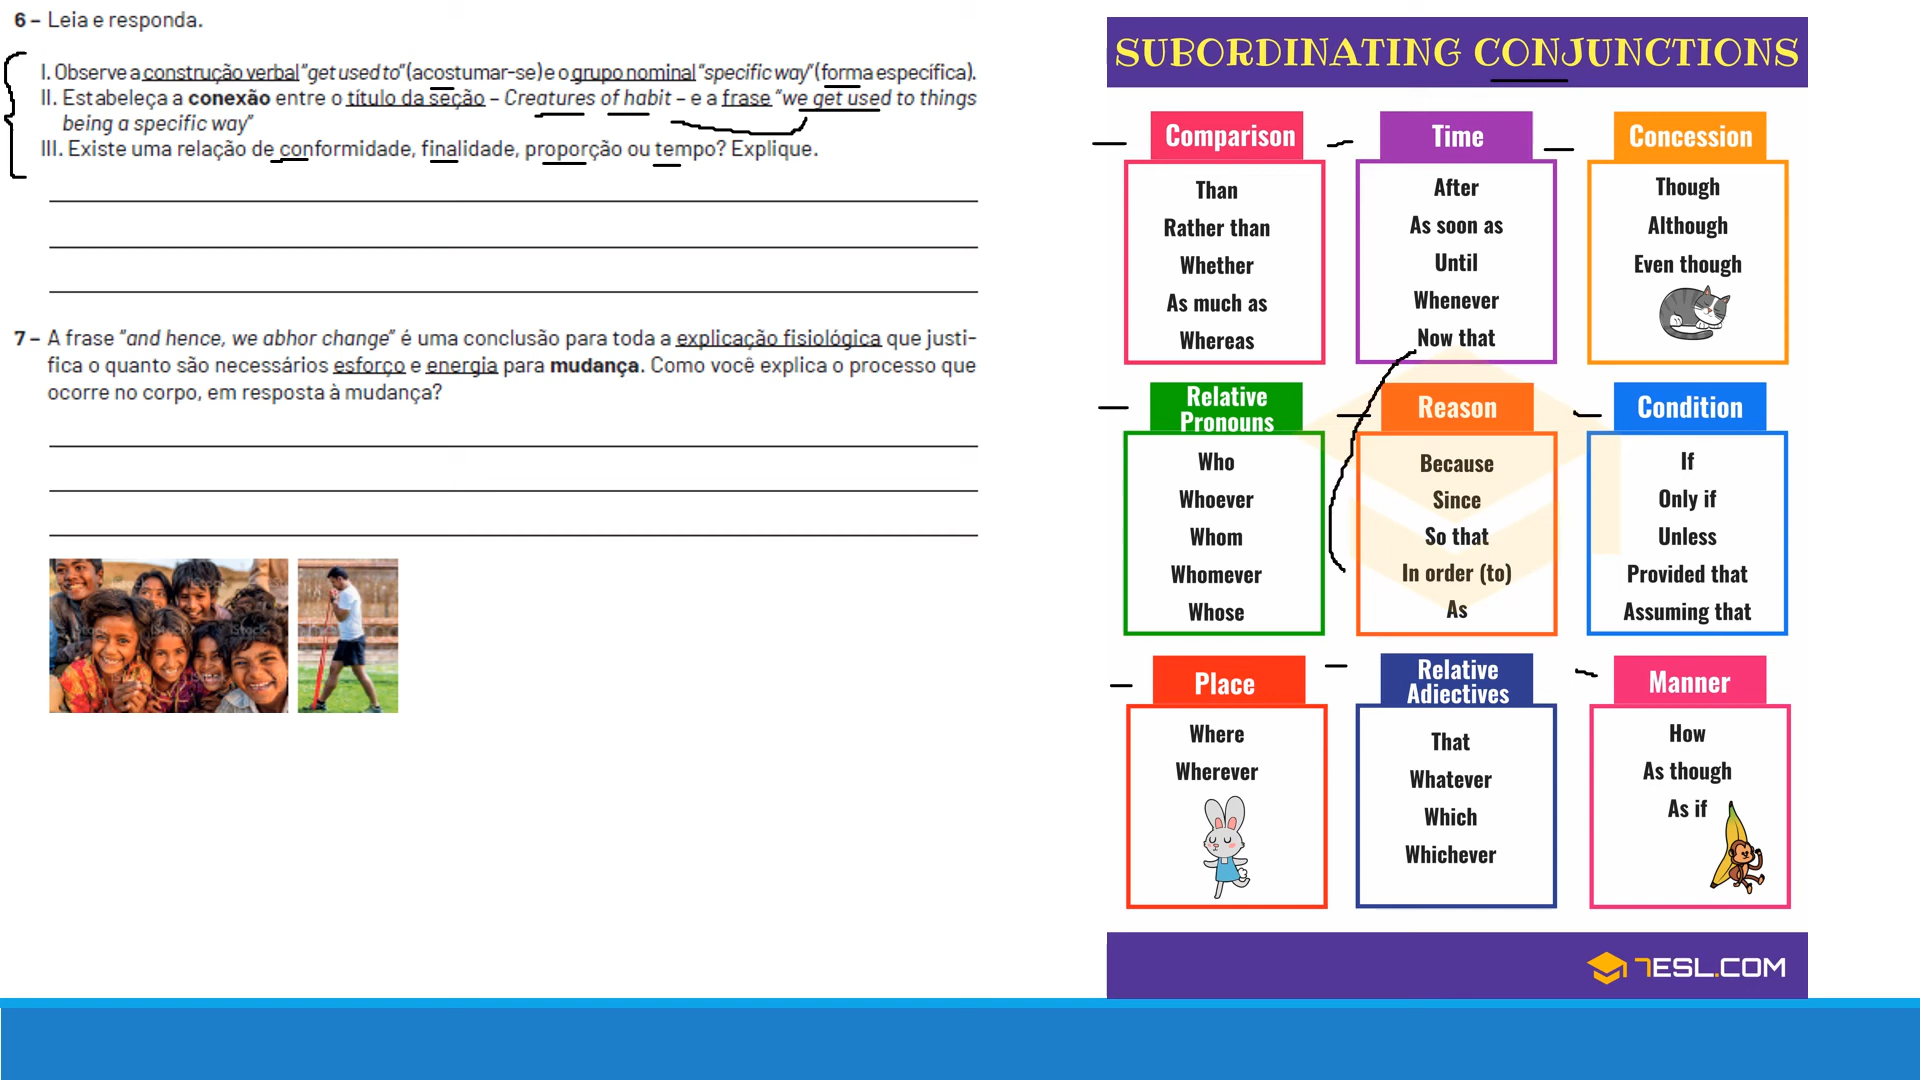 6 – Leia e responda.
I. Observe a construção verbal "get used to" (acostumar-se) e o grupo nominal "specific way" (forma específica).
II. Estabeleça a conexão entre o título da seção – Creatures of habit – e a frase "we get used to things
being a specific way"
III. Existe uma relação de conformidade, finalidade, proporção ou tempo? Explique.
7 – A frase "and hence, we abhor change" é uma conclusão para toda a explicação fisiológica que justi-
fica o quanto são necessários esforço e energia para mudança. Como você explica o processo que
ocorre no corpo, em resposta à mudança?
iStock
SUBORDINATING CONJUNCTIONS
Comparison
Than
Rather than
Whether
As much as
Whereas
Time
After
As soon as
Until
Whenever
Now that
Concession
Though
Although
Even though
Relative
Pronouns
Who
Whoever
Whom
Whomever
Whose
Reason
Because
Since
So that
In order (to)
As
Condition
If
Only if
Unless
Provided that
Assuming that
Place
Where
Wherever
Relative
Adjectives
That
Whatever
Which
Whichever
Manner
How
As though
As if
7ESL.COM